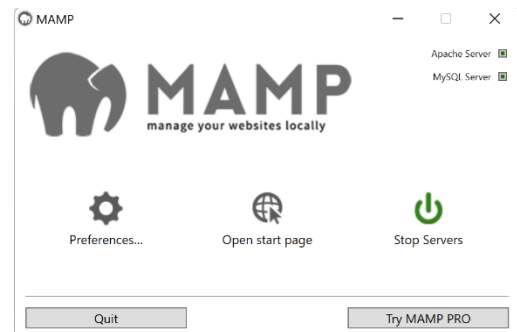 MAMP
Apache Server
MySQL Server
MAMP
manage your websites locally
Preferences...
Open start page
Stop Servers
Quit
Try MAMP PRO